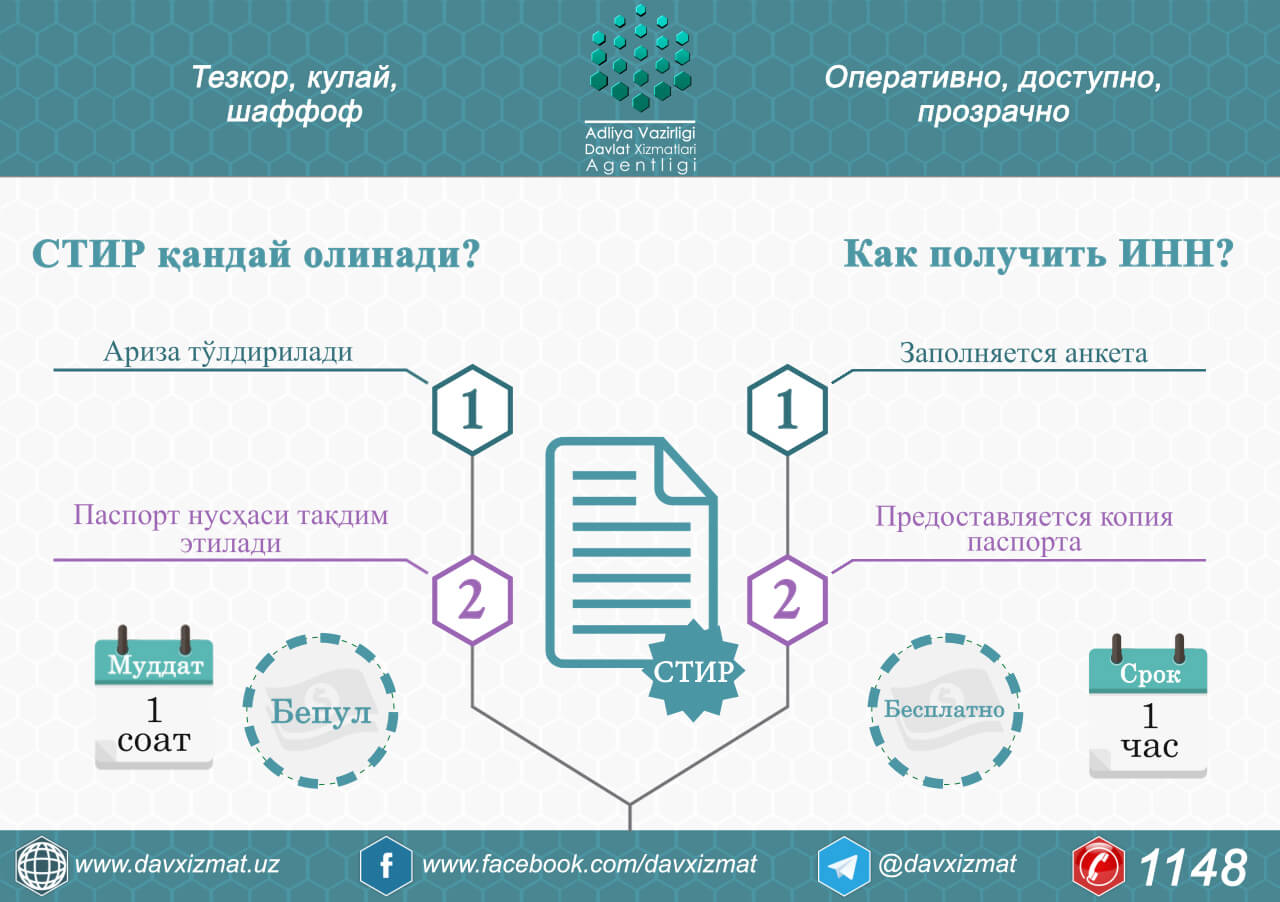 Тезкор, кулай,
шаффоф
Adliya Vazirligi
Davlat Xizmatlari
Agentligi
Оперативно, доступно,
прозрачно
СТИР қандай олинади?
Как получить ИНН?
Ариза тўлдирилади
1
1
Заполняется анкета
Паспорт нусҳаси тақдим
этилади
2
2
Предоставляется копия
паспорта
СТИР
Муддат
1
соат
Бепул
Бесплатно
Срок
1
час
www.davxizmat.uz
f
www.facebook.com/davxizmat
@davxizmat
1148